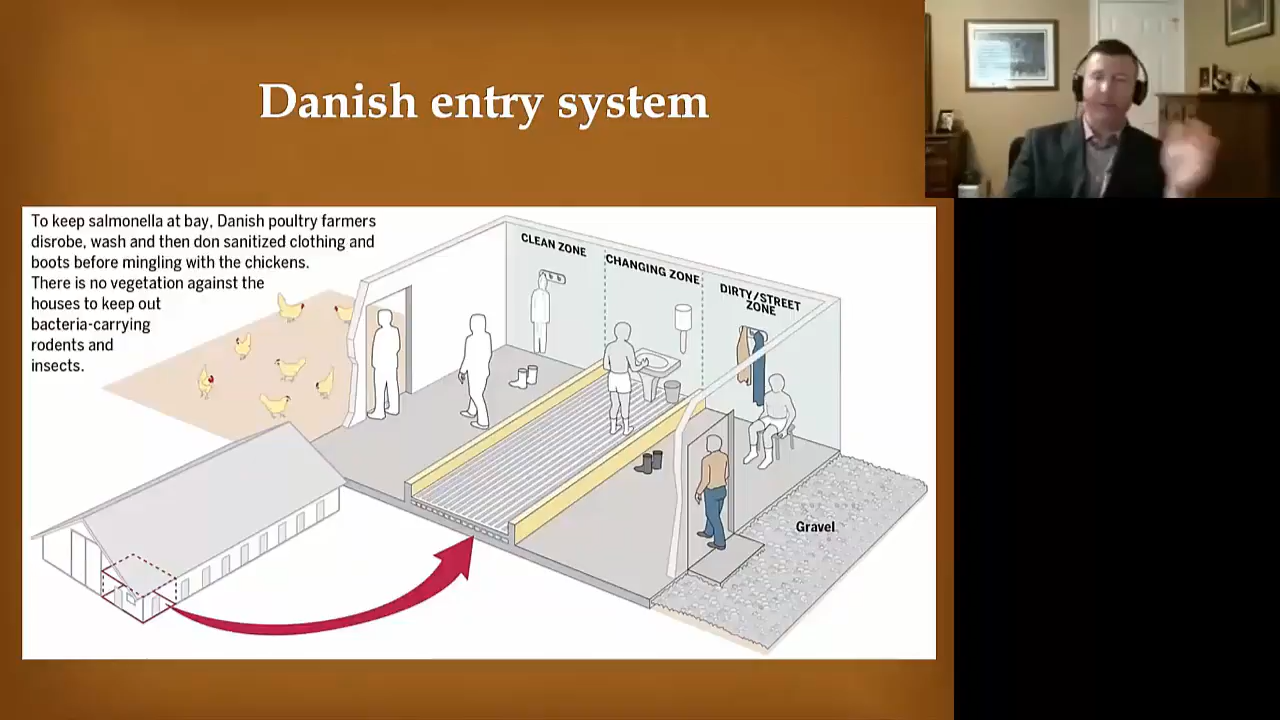 Danish entry system
To keep salmonella at bay, Danish poultry farmers
disrobe, wash and then don sanitized clothing and
boots before mingling with the chickens.
There is no vegetation against the
houses to keep out
bacteria-carrying
rodents and
insects.
CLEAN ZONE
CHANGING ZONE
DIRTY/STREET
ZONE
Gravel